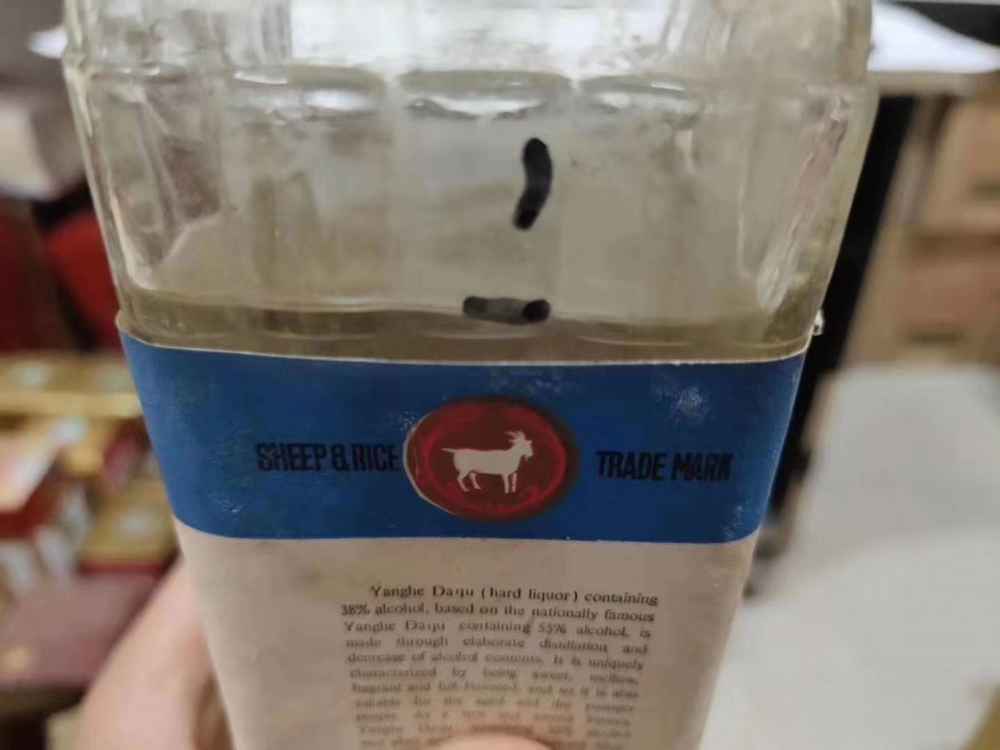 SHEEP & RICE TRADE MARK
Yanghe Daqu (hard liquor) containing
38% alcohol, based on the nationally famous
Yanghe Daqu containing 55% alcohol, is
made through elaborate distillation and
decrease of alcohol contents. It is uniquely
characterized by being sweet, mellow,
fragrant and full-flavoured, and so it is also
suitable for the aged and the younger